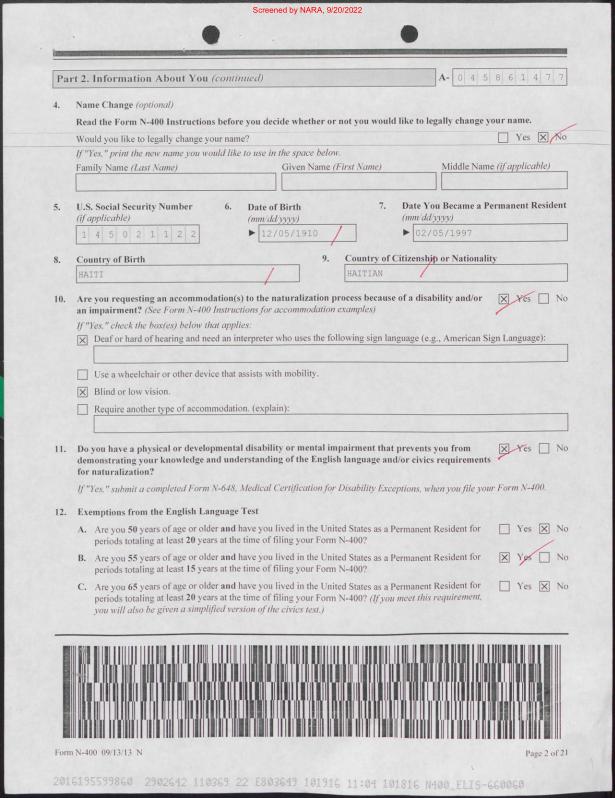 Screened by NARA, 9/20/2022
Part 2. Information About You (continued)
A- 0 4 5 8 6 1 4 7 7
4. Name Change (optional)
Read the Form N-400 Instructions before you decide whether or not you would like to legally change your name.
Would you like to legally change your name? Yes X No
If "Yes," print the new name you would like to use in the space below.
Family Name (Last Name) Given Name (First Name) Middle Name (if applicable)
5. U.S. Social Security Number 6. Date of Birth 7. Date You Became a Permanent Resident
(if applicable) (mm/dd/yyyy) (mm/dd/yyyy)
1 4 5 0 2 1 1 2 2 12/05/1910 02/05/1997
8. Country of Birth 9. Country of Citizenship or Nationality
HAITI HAITIAN
10. Are you requesting an accommodation(s) to the naturalization process because of a disability and/or X Yes No
an impairment? (See Form N-400 Instructions for accommodation examples)
If "Yes," check the box(es) below that applies:
X Deaf or hard of hearing and need an interpreter who uses the following sign language (e.g., American Sign Language):
Use a wheelchair or other device that assists with mobility.
X Blind or low vision.
Require another type of accommodation. (explain):
11. Do you have a physical or developmental disability or mental impairment that prevents you from X Yes No
demonstrating your knowledge and understanding of the English language and/or civics requirements
for naturalization?
If "Yes," submit a completed Form N-648, Medical Certification for Disability Exceptions, when you file your Form N-400.
12. Exemptions from the English Language Test
A. Are you 50 years of age or older and have you lived in the United States as a Permanent Resident for Yes X No
periods totaling at least 20 years at the time of filing your Form N-400?
B. Are you 55 years of age or older and have you lived in the United States as a Permanent Resident for X Yes No
periods totaling at least 15 years at the time of filing your Form N-400?
C. Are you 65 years of age or older and have you lived in the United States as a Permanent Resident for Yes X No
periods totaling at least 20 years at the time of filing your Form N-400? (If you meet this requirement,
you will also be given a simplified version of the civics test.)
Form N-400 09/13/13 N Page 2 of 21
2016195599860 2902642 110369 22 E803649 101916 11:04 101816 N400_ELIS-660060